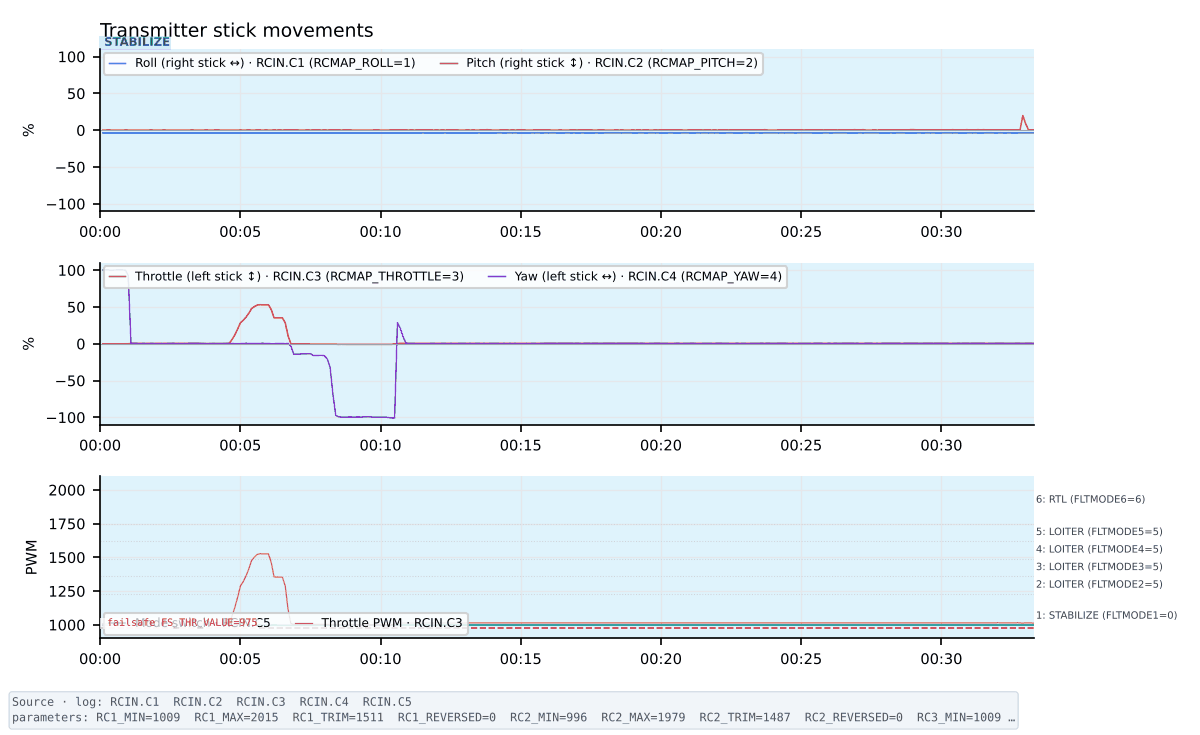 Transmitter stick movements
STABILIZE
Roll (right stick ↔) · RCIN.C1 (RCMAP_ROLL=1) Pitch (right stick ↕) · RCIN.C2 (RCMAP_PITCH=2)
100
50
0
−50
−100
%
00:00 00:05 00:10 00:15 00:20 00:25 00:30
Throttle (left stick ↕) · RCIN.C3 (RCMAP_THROTTLE=3) Yaw (left stick ↔) · RCIN.C4 (RCMAP_YAW=4)
100
50
0
−50
−100
%
00:00 00:05 00:10 00:15 00:20 00:25 00:30
2000
1750
1500
1250
1000
PWM
6: RTL (FLTMODE6=6)
5: LOITER (FLTMODE5=5)
4: LOITER (FLTMODE4=5)
3: LOITER (FLTMODE3=5)
2: LOITER (FLTMODE2=5)
1: STABILIZE (FLTMODE1=0)
failsafe FS_THR_VALUE=975
Throttle PWM · RCIN.C3
00:00 00:05 00:10 00:15 00:20 00:25 00:30
Source · log: RCIN.C1 RCIN.C2 RCIN.C3 RCIN.C4 RCIN.C5
parameters: RC1_MIN=1009 RC1_MAX=2015 RC1_TRIM=1511 RC1_REVERSED=0 RC2_MIN=996 RC2_MAX=1979 RC2_TRIM=1487 RC2_REVERSED=0 RC3_MIN=1009 …